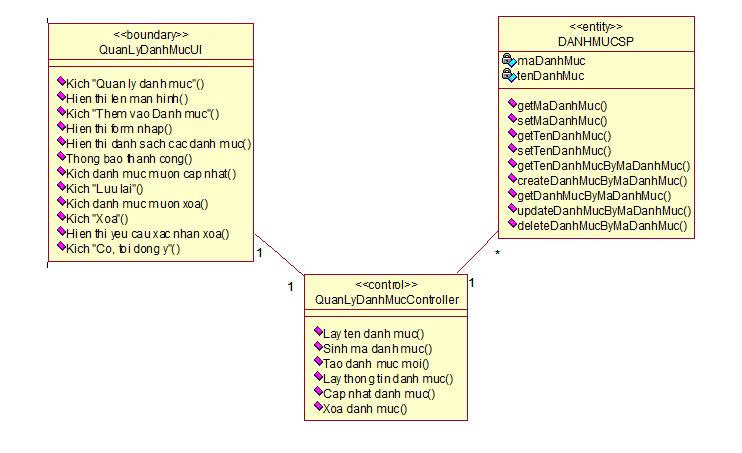 <<boundary>>
QuanLyDanhMucUI
Kich "Quan ly danh muc"()
Hien thi len man hinh()
Kich "Them vao Danh muc"()
Hien thi form nhap()
Hien thi danh sach cac danh muc()
Thong bao thanh cong()
Kich danh muc muon cap nhat()
Kich "Luu lai"()
Kich danh muc muon xoa()
Kich "Xoa"()
Hien thi yeu cau xac nhan xoa()
Kich "Co, toi dong y"()
<<entity>>
DANHMUCSP
maDanhMuc
tenDanhMuc
getMaDanhMuc()
setMaDanhMuc()
getTenDanhMuc()
setTenDanhMuc()
getTenDanhMucByMaDanhMuc()
createDanhMucByMaDanhMuc()
getDanhMucByMaDanhMuc()
updateDanhMucByMaDanhMuc()
deleteDanhMucByMaDanhMuc()
1
*
1
1
<<control>>
QuanLyDanhMucController
Lay ten danh muc()
Sinh ma danh muc()
Tao danh muc moi()
Lay thong tin danh muc()
Cap nhat danh muc()
Xoa danh muc()